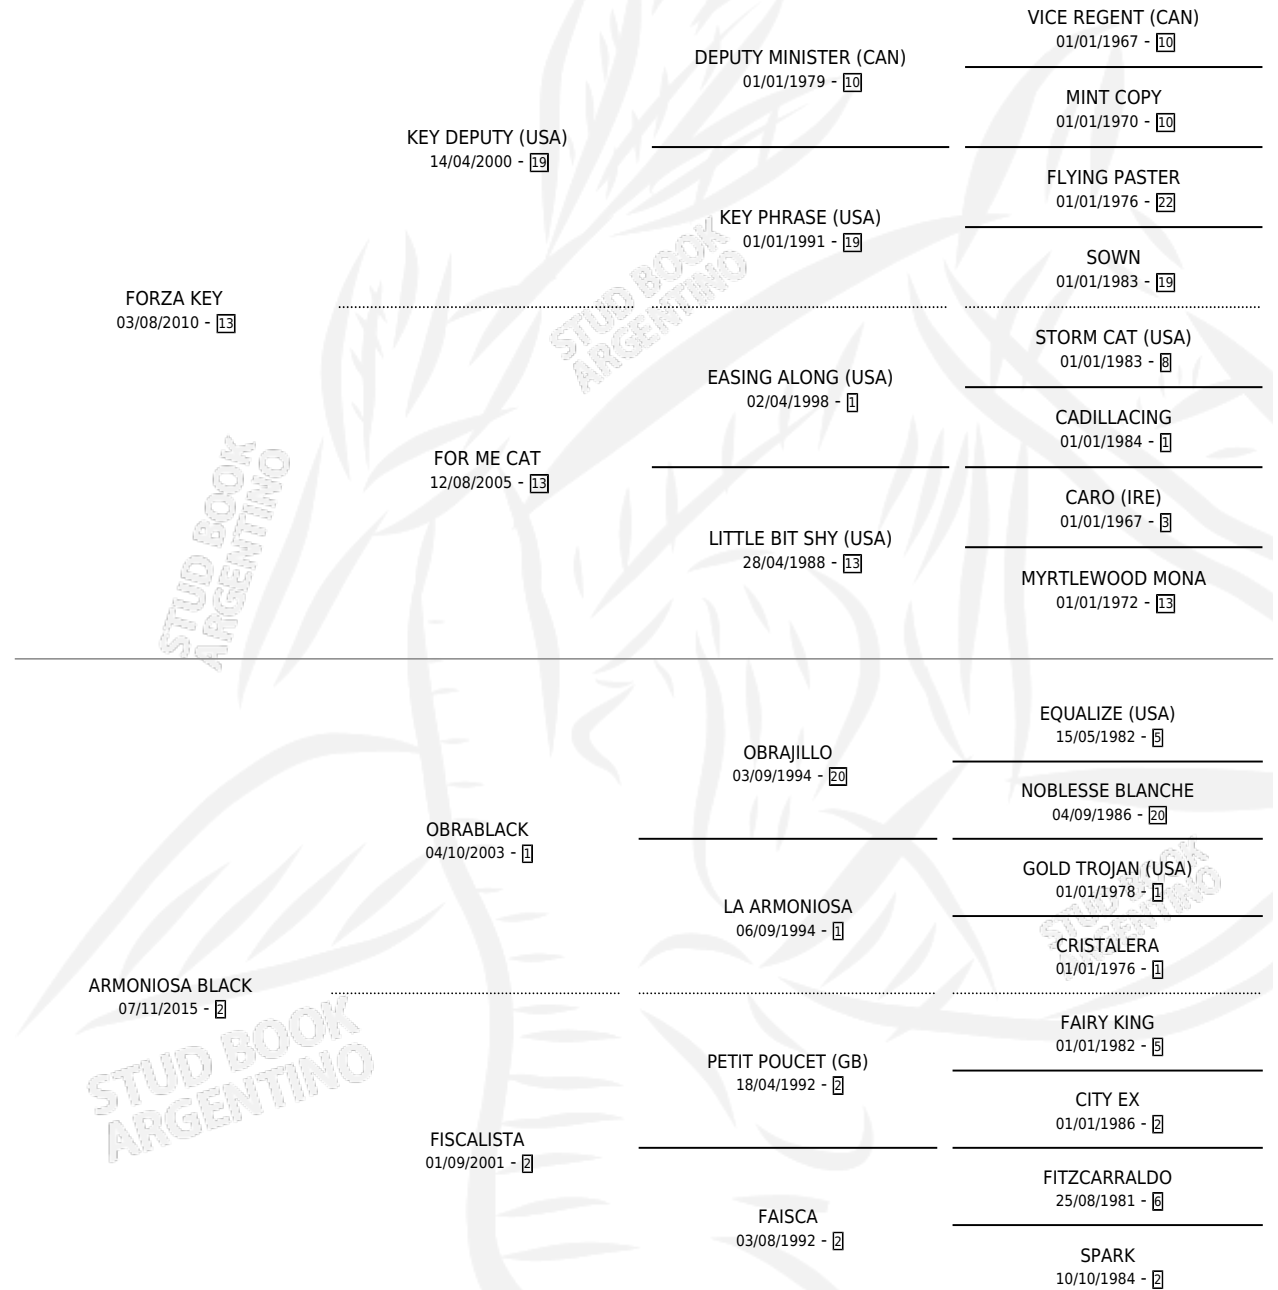 VICE REGENT (CAN)
01/01/1967 - 10
DEPUTY MINISTER (CAN)
01/01/1979 - 10
MINT COPY
01/01/1970 - 10
KEY DEPUTY (USA)
14/04/2000 - 19
FLYING PASTER
01/01/1976 - 22
KEY PHRASE (USA)
01/01/1991 - 19
SOWN
01/01/1983 - 19
FORZA KEY
03/08/2010 - 13
STORM CAT (USA)
01/01/1983 - 8
EASING ALONG (USA)
02/04/1998 - 1
CADILLACING
01/01/1984 - 1
FOR ME CAT
12/08/2005 - 13
CARO (IRE)
01/01/1967 - 3
LITTLE BIT SHY (USA)
28/04/1988 - 13
MYRTLEWOOD MONA
01/01/1972 - 13
EQUALIZE (USA)
15/05/1982 - 5
OBRAJILLO
03/09/1994 - 20
NOBLESSE BLANCHE
04/09/1986 - 20
OBRABLACK
04/10/2003 - 1
GOLD TROJAN (USA)
01/01/1978 - 1
LA ARMONIOSA
06/09/1994 - 1
CRISTALERA
01/01/1976 - 1
ARMONIOSA BLACK
07/11/2015 - 2
FAIRY KING
01/01/1982 - 5
PETIT POUCET (GB)
18/04/1992 - 2
CITY EX
01/01/1986 - 2
FISCALISTA
01/09/2001 - 2
FITZCARRALDO
25/08/1981 - 6
FAISCA
03/08/1992 - 2
SPARK
10/10/1984 - 2
STUD BOOK
ARGENTINO
STUD BOOK
ARGENTINO
STUD BOOK
ARGENTINO
STUD BOOK
ARGENTINO